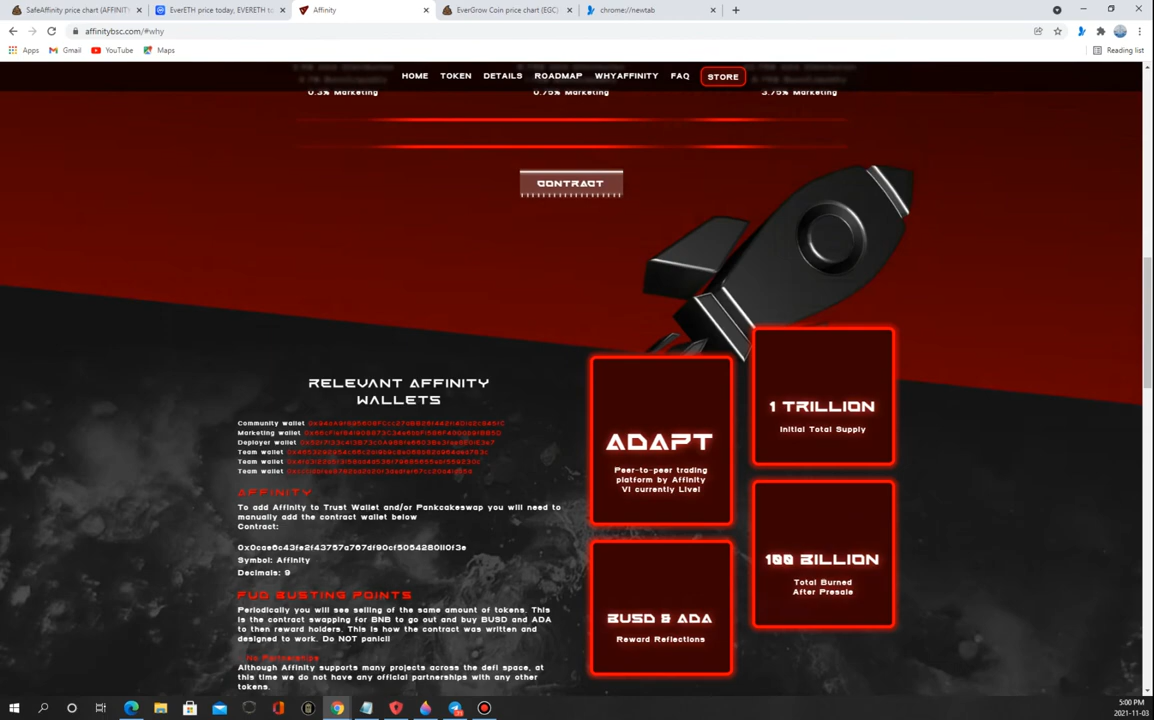 SafeAffinity price chart (AFFINIT
EverETH price today, EVERETH to
Affinity
EverGrow Coin price chart (EGC)
chrome://newtab
affinitybsc.com/#why
Apps
Gmail
YouTube
Maps
Reading list
HOME
TOKEN
DETAILS
ROADMAP
WHYAFFINITY
FAQ
STORE
0.3% Marketing
0.75% Marketing
3.75% Marketing
CONTRACT
RELEVANT AFFINITY
WALLETS
Community wallet
Marketing wallet
Deployer wallet
Team wallet
Team wallet
Team wallet
AFFINITY
To add Affinity to Trust Wallet and/or Pankcakeswap you will need to
manually add the contract wallet below
Contract:
Symbol: Affinity
Decimals: 9
FUD BUSTING POINTS
Periodically you will see selling of the same amount of tokens. This
is the contract swapping for BNB to go out and buy BUSD and ADA
to then reward holders. This is how the contract was written and
designed to work. Do NOT panic!!
No Partnerships
Although Affinity supports many projects across the defi space, at
this time we do not have any official partnerships with any other
tokens.
ADAPT
Peer-to-peer trading
platform by Affinity
V1 currently Live!
1 TRILLION
Initial Total Supply
BUSD & ADA
Reward Reflections
100 BILLION
Total Burned
After Presale
5:00 PM
2021-11-03